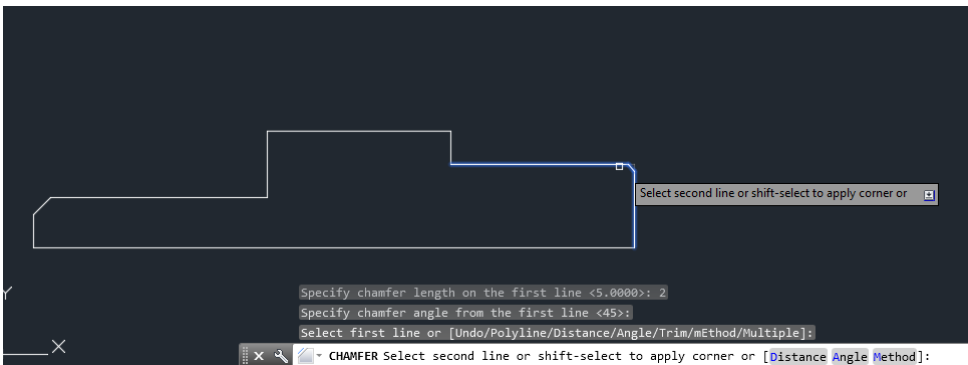 Select second line or shift-select to apply corner or
Specify chamfer length on the first line <5.0000>: 2
Specify chamfer angle from the first line <45>:
Select first line or [Undo/Polyline/Distance/Angle/Trim/mEthod/Multiple]:
Y
X
CHAMFER Select second line or shift-select to apply corner or [Distance Angle Method]: